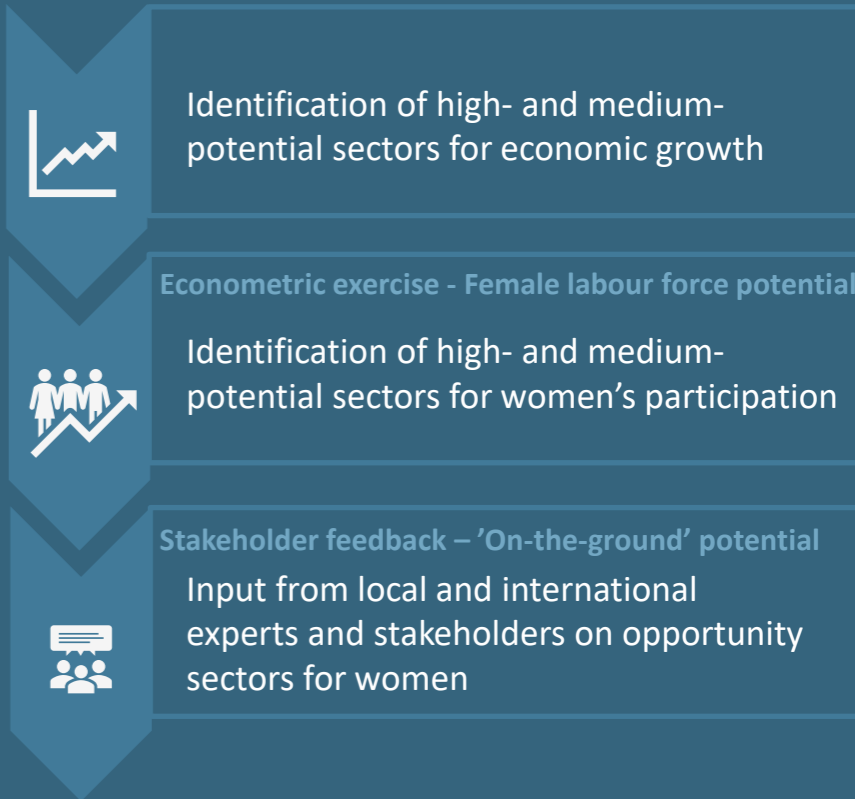 Identification of high- and medium-
potential sectors for economic growth
Econometric exercise - Female labour force potential
Identification of high- and medium-
potential sectors for women’s participation
Stakeholder feedback – ’On-the-ground’ potential
Input from local and international
experts and stakeholders on opportunity
sectors for women